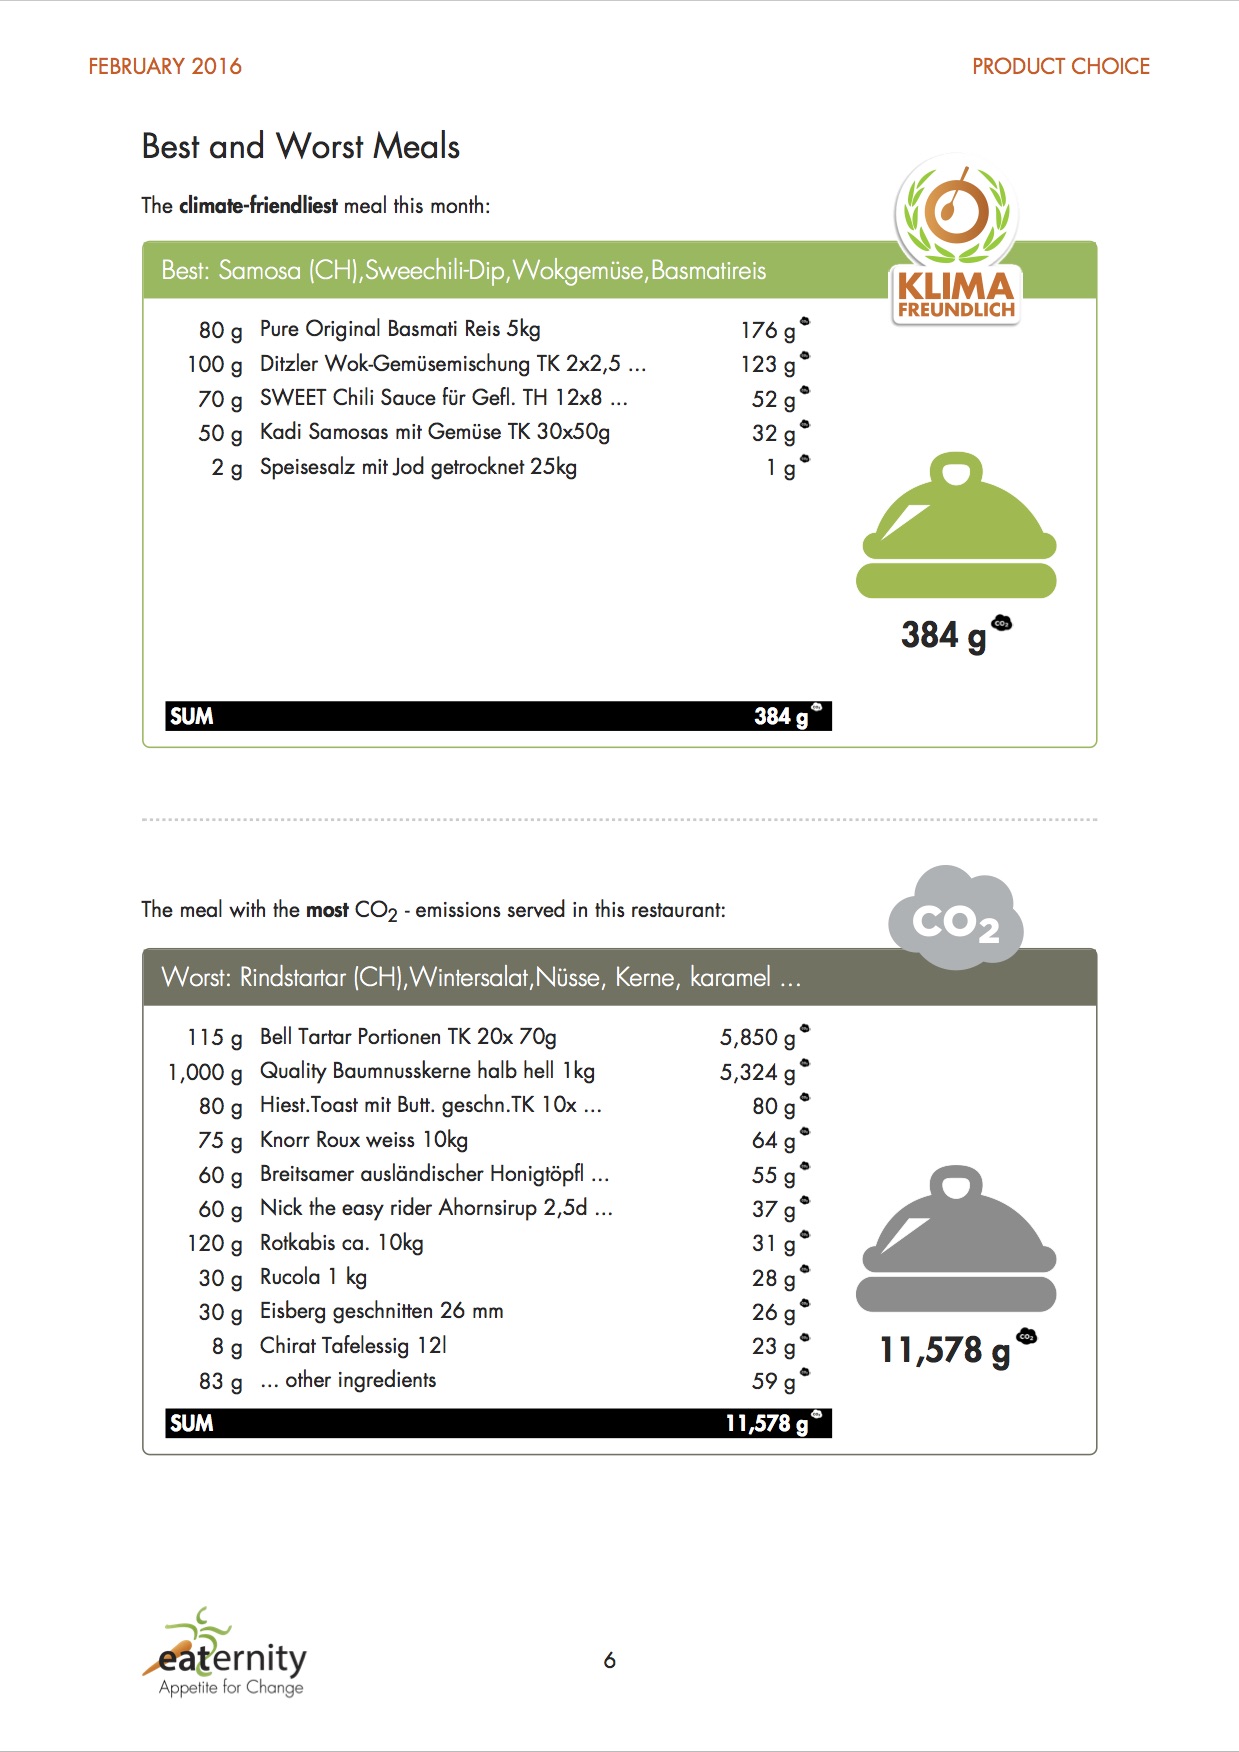 FEBRUARY 2016 PRODUCT CHOICE
Best and Worst Meals
The climate-friendliest meal this month:
KLIMA
FREUNDLICH
Best: Samosa (CH),Sweechili-Dip,Wokgemüse,Basmatireis
80 g Pure Original Basmati Reis 5kg 176 g
100 g Ditzler Wok-Gemüsemischung TK 2x2,5 ... 123 g
70 g SWEET Chili Sauce für Gefl. TH 12x8 ... 52 g
50 g Kadi Samosas mit Gemüse TK 30x50g 32 g
2 g Speisesalz mit Jod getrocknet 25kg 1 g
384 g CO2
SUM 384 g
The meal with the most CO2 - emissions served in this restaurant:
CO2
Worst: Rindstartar (CH),Wintersalat,Nüsse, Kerne, karamel ...
115 g Bell Tartar Portionen TK 20x 70g 5,850 g
1,000 g Quality Baumnusskerne halb hell 1kg 5,324 g
80 g Hiest.Toast mit Butt. geschn.TK 10x ... 80 g
75 g Knorr Roux weiss 10kg 64 g
60 g Breitsamer ausländischer Honigtöpfl ... 55 g
60 g Nick the easy rider Ahornsirup 2,5d ... 37 g
120 g Rotkabis ca. 10kg 31 g
30 g Rucola 1 kg 28 g
30 g Eisberg geschnitten 26 mm 26 g
8 g Chirat Tafelessig 12l 23 g
83 g ... other ingredients 59 g
11,578 g CO2
SUM 11,578 g
eaternity
Appetite for Change
6